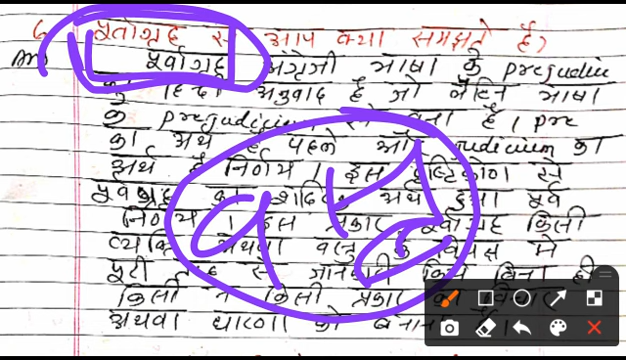 6 पूर्वाग्रह से आप क्या समझते हैं?
Ans पूर्वाग्रह अंग्रेजी भाषा के prejudice
का हिन्दी अनुवाद है जो लैटिन भाषा
के prejudicium से बना है। pre
का अर्थ है पहले और judicium का
अर्थ है निर्णय। इस दृष्टिकोण से
पूर्वाग्रह का शाब्दिक अर्थ हुआ पूर्व
निर्णय। इस प्रकार पूर्वाग्रह किसी
व्यक्ति अथवा वस्तु के विपक्ष में
पूरी तरह से जानकारी किये बिना ही
किसी न किसी प्रकार का विचार
अथवा धारणा को बनाना